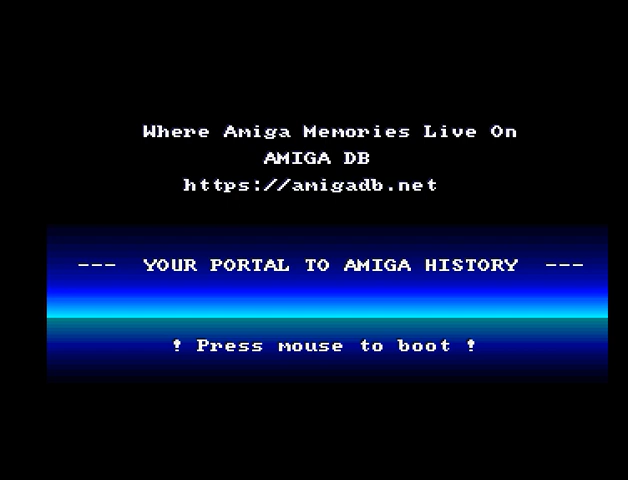 Where Amiga Memories Live On
AMIGA DB
https://amigadb.net
--- YOUR PORTAL TO AMIGA HISTORY ---
! Press mouse to boot !